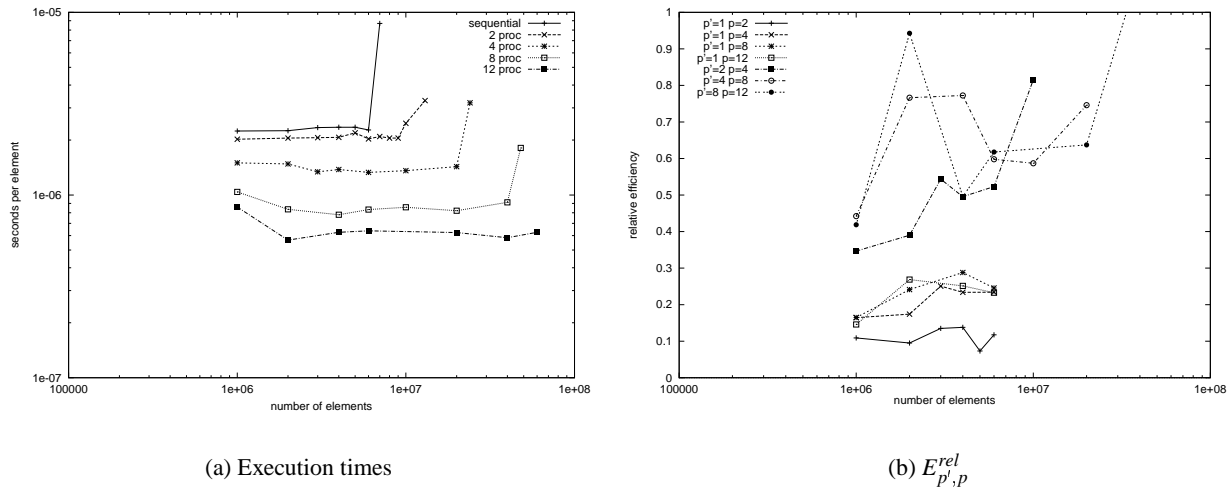 1e-05
1e-06
1e-07
100000
1e+06
1e+07
1e+08
seconds per element
number of elements
sequential
2 proc
4 proc
8 proc
12 proc
(a) Execution times
1
0.9
0.8
0.7
0.6
0.5
0.4
0.3
0.2
0.1
0
100000
1e+06
1e+07
1e+08
relative efficiency
number of elements
p'=1 p=2
p'=1 p=4
p'=1 p=8
p'=1 p=12
p'=2 p=4
p'=4 p=8
p'=8 p=12
(b) E^{rel}_{p',p}